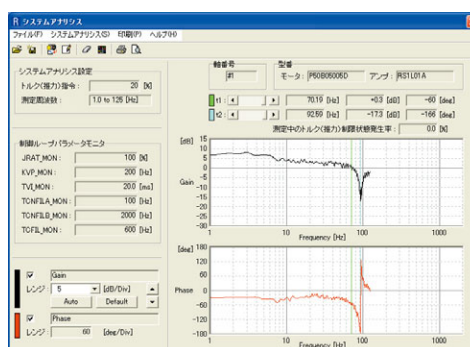 R システムアナリシス
ファイル(F) システムアナリシス(S) 印刷(P) ヘルプ(H)
システムアナリシス設定
トルク(推力)指令： 20 [%]
測定周波数： 1.0 to 125 [Hz]
制御ループパラメータモニタ
JRAT_MON： 100 [%]
KVP_MON： 200 [Hz]
TVI_MON： 20.0 [ms]
TCNFILA_MON： 100 [Hz]
TCNFILB_MON： 2000 [Hz]
TCFIL_MON： 600 [Hz]
Gain
レンジ 5 [dB/Div]
Auto Default
Phase
レンジ 60 [deg/Div]
軸番号
#1
型番
モータ： P50B05005D アンプ： RS1L01A
t1： 70.19 [Hz] +0.3 [dB] -60 [deg]
t2： 92.59 [Hz] -17.3 [dB] -166 [deg]
測定中のトルク(推力)制限状態発生率： 0.0 [%]
[dB] 15
10
5
0
Gain -5
-10
-15
-20
-25
-30
1 10 100 1000
Frequency [Hz]
[deg] 180
120
60
Phase 0
-60
-120
-180
1 10 100 1000
Frequency [Hz]